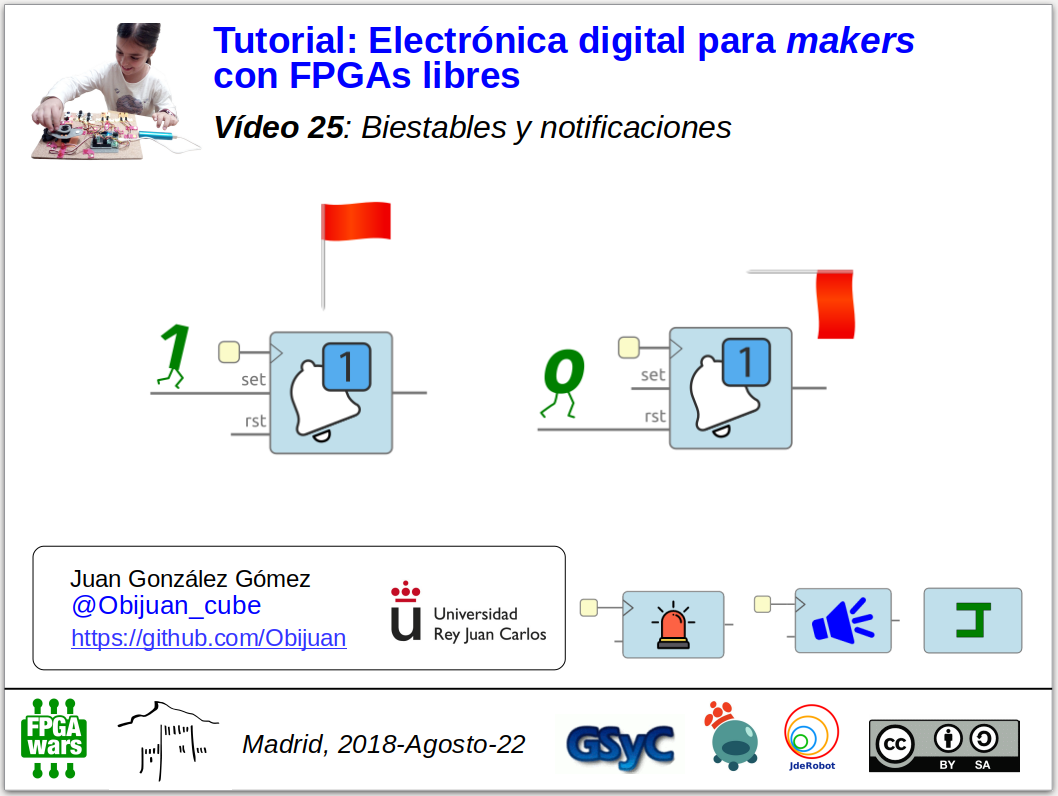 Tutorial: Electrónica digital para makers
con FPGAs libres
Vídeo 25: Biestables y notificaciones
1
1
set
rst
0
1
set
rst
Juan González Gómez
@Obijuan_cube
https://github.com/Obijuan
u Universidad
Rey Juan Carlos
FPGA
wars
Madrid, 2018-Agosto-22
GSyC
JdeRobot
cc
BY SA